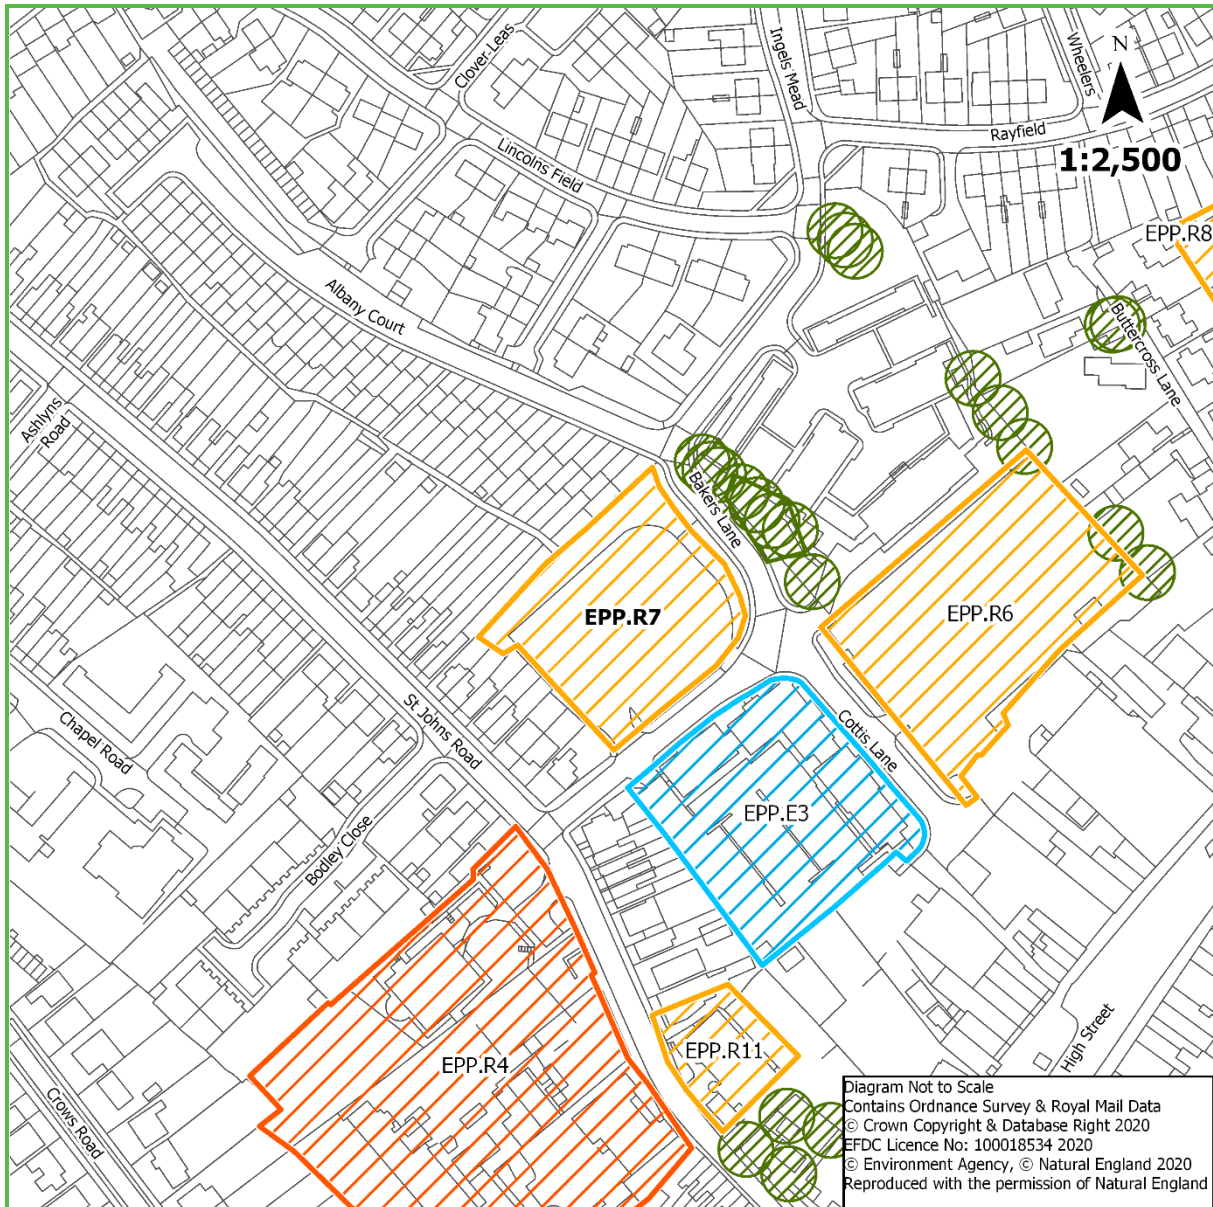 Clover Leas
Ingels Mead
Wheelers
N
Rayfield
1:2,500
Lincolns Field
EPP.R8
Albany Court
Buttercross Lane
Ashlyns
Road
Bakers Lane
EPP.R7
EPP.R6
St Johns Road
Chapel Road
Cottis Lane
EPP.E3
Bodley Close
High Street
EPP.R11
EPP.R4
Crows Road
Diagram Not to Scale
Contains Ordnance Survey & Royal Mail Data
© Crown Copyright & Database Right 2020
EFDC Licence No: 100018534 2020
© Environment Agency, © Natural England 2020
Reproduced with the permission of Natural England